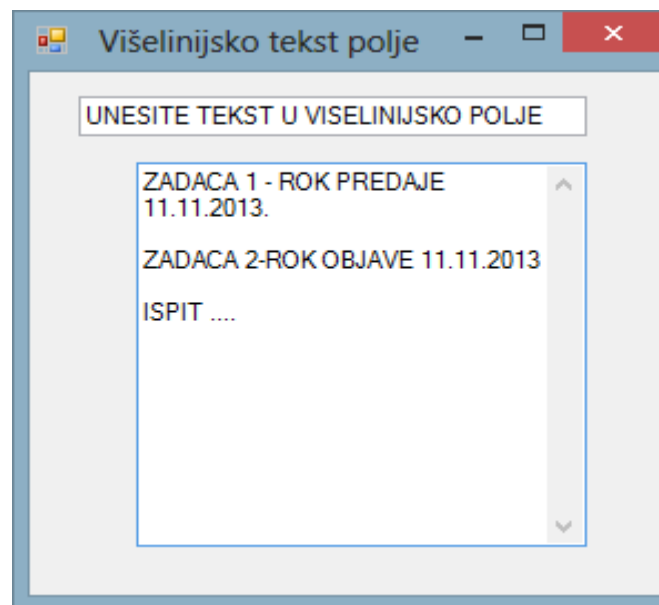 Višelinijsko tekst polje
UNESITE TEKST U VISELINIJSKO POLJE
ZADACA 1 - ROK PREDAJE
11.11.2013.
ZADACA 2-ROK OBJAVE 11.11.2013
ISPIT ....